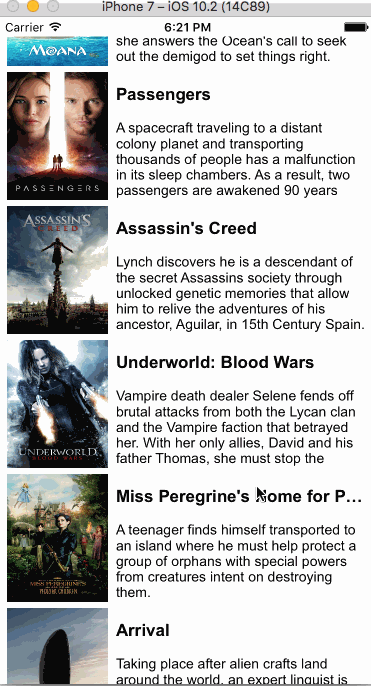 iPhone 7 – iOS 10.2 (14C89)
Carrier 6:21 PM
MOANA
she answers the Ocean's call to seek
out the demigod to set things right.
Passengers
A spacecraft traveling to a distant
colony planet and transporting
thousands of people has a malfunction
in its sleep chambers. As a result, two
passengers are awakened 90 years
PASSENGERS
ASSASSIN'S
CREED
Assassin's Creed
Lynch discovers he is a descendant of
the secret Assassins society through
unlocked genetic memories that allow
him to relive the adventures of his
ancestor, Aguilar, in 15th Century Spain.
Underworld: Blood Wars
Vampire death dealer Selene fends off
brutal attacks from both the Lycan clan
and the Vampire faction that betrayed
her. With her only allies, David and his
father Thomas, she must stop the
UNDERWORLD
BLOOD WARS
Miss Peregrine's Home for P...
A teenager finds himself transported to
an island where he must help protect a
group of orphans with special powers
from creatures intent on destroying
them.
MISS PEREGRINE'S
PECULIAR CHILDREN
Arrival
Taking place after alien crafts land
around the world, an expert linguist is